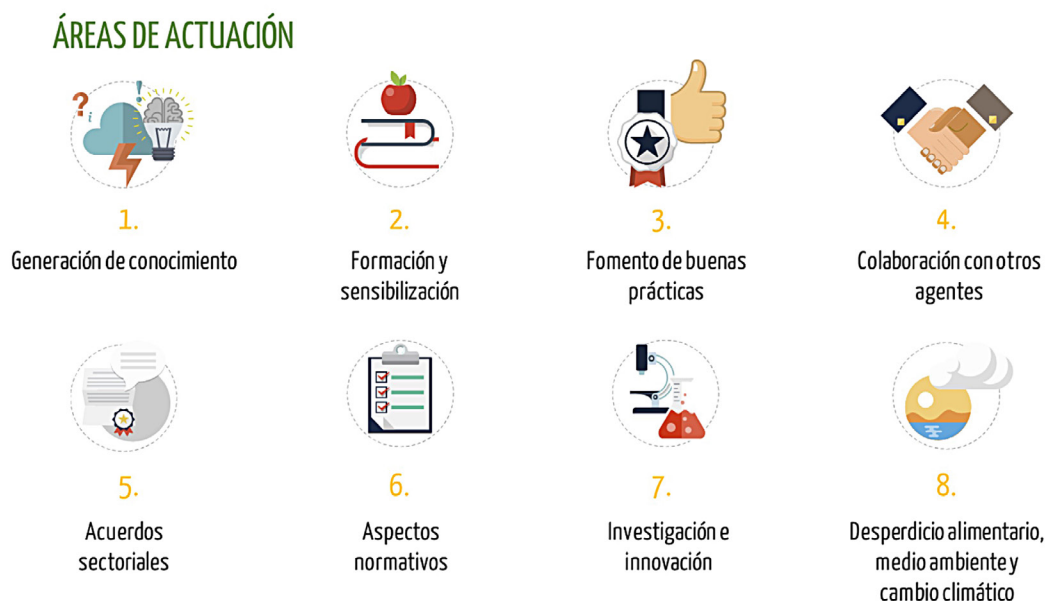 ÁREAS DE ACTUACIÓN
1.
Generación de conocimiento
2.
Formación y
sensibilización
3.
Fomento de buenas
prácticas
4.
Colaboración con otros
agentes
5.
Acuerdos
sectoriales
6.
Aspectos
normativos
7.
Investigación e
innovación
8.
Desperdicio alimentario,
medio ambiente y
cambio climático